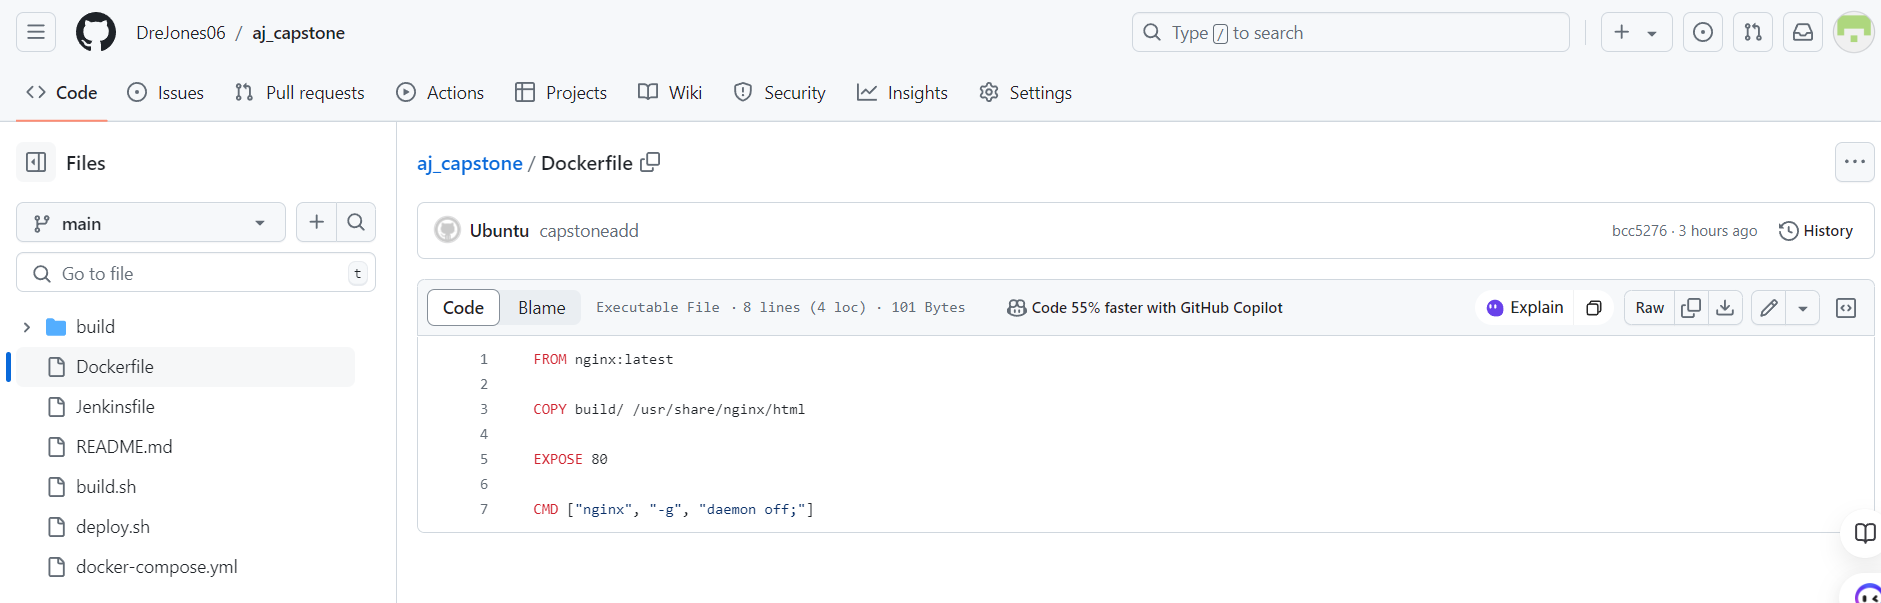 DreJones06 / aj_capstone
Type / to search
Code Issues Pull requests Actions Projects Wiki Security Insights Settings
Files
main
Go to file t
build
Dockerfile
Jenkinsfile
README.md
build.sh
deploy.sh
docker-compose.yml
aj_capstone / Dockerfile
Ubuntu capstoneadd bcc5276 · 3 hours ago History
Code Blame Executable File · 8 lines (4 loc) · 101 Bytes Code 55% faster with GitHub Copilot Explain Raw
1 FROM nginx:latest
2
3 COPY build/ /usr/share/nginx/html
4
5 EXPOSE 80
6
7 CMD ["nginx", "-g", "daemon off;"]